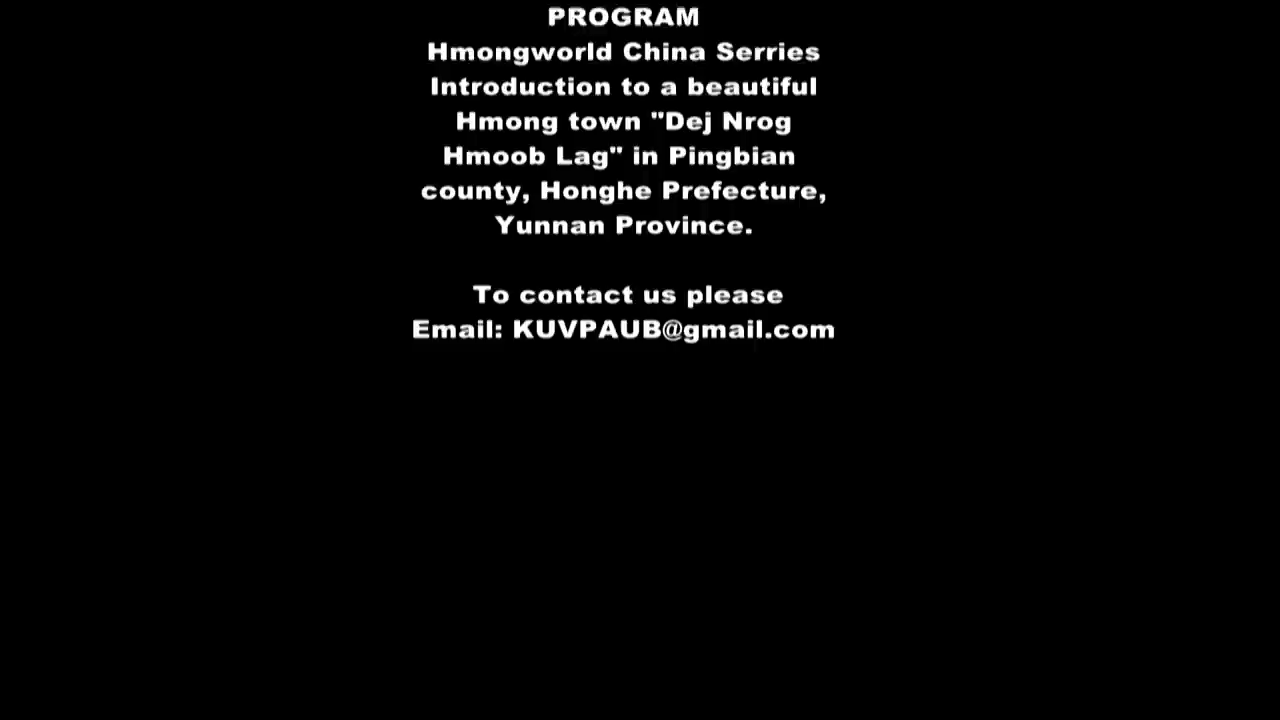 PROGRAM
Hmongworld China Serries
Introduction to a beautiful
Hmong town "Dej Nrog
Hmoob Lag" in Pingbian
county, Honghe Prefecture,
Yunnan Province.
To contact us please
Email: KUVPAUB@gmail.com